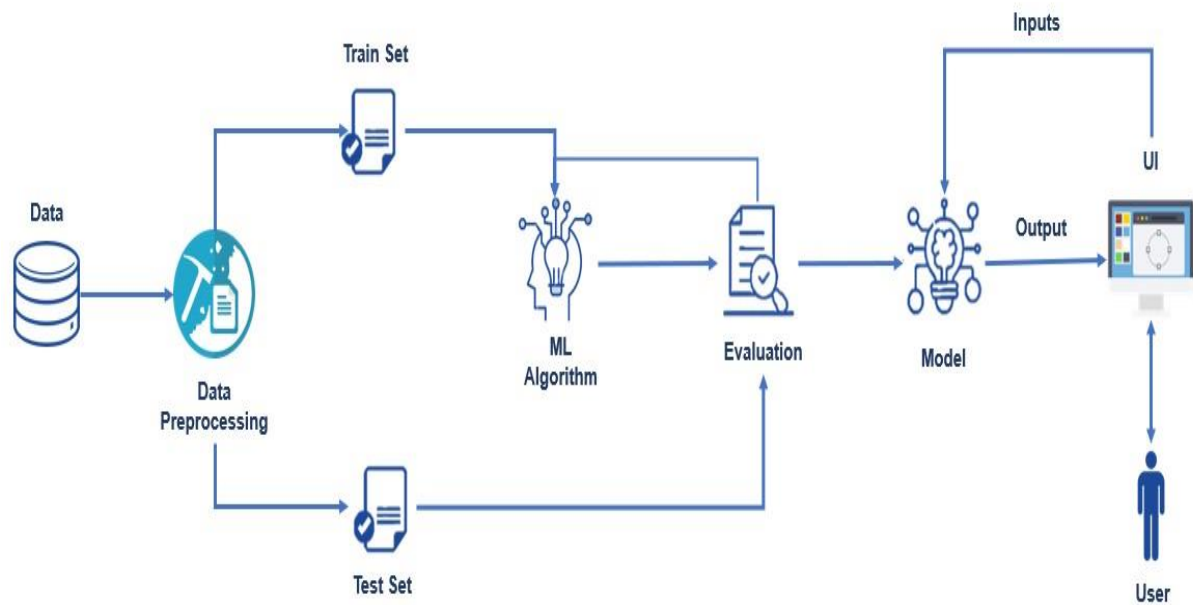 Inputs
Train Set
UI
Data
Output
ML
Algorithm
Evaluation
Model
Data
Preprocessing
Test Set
User